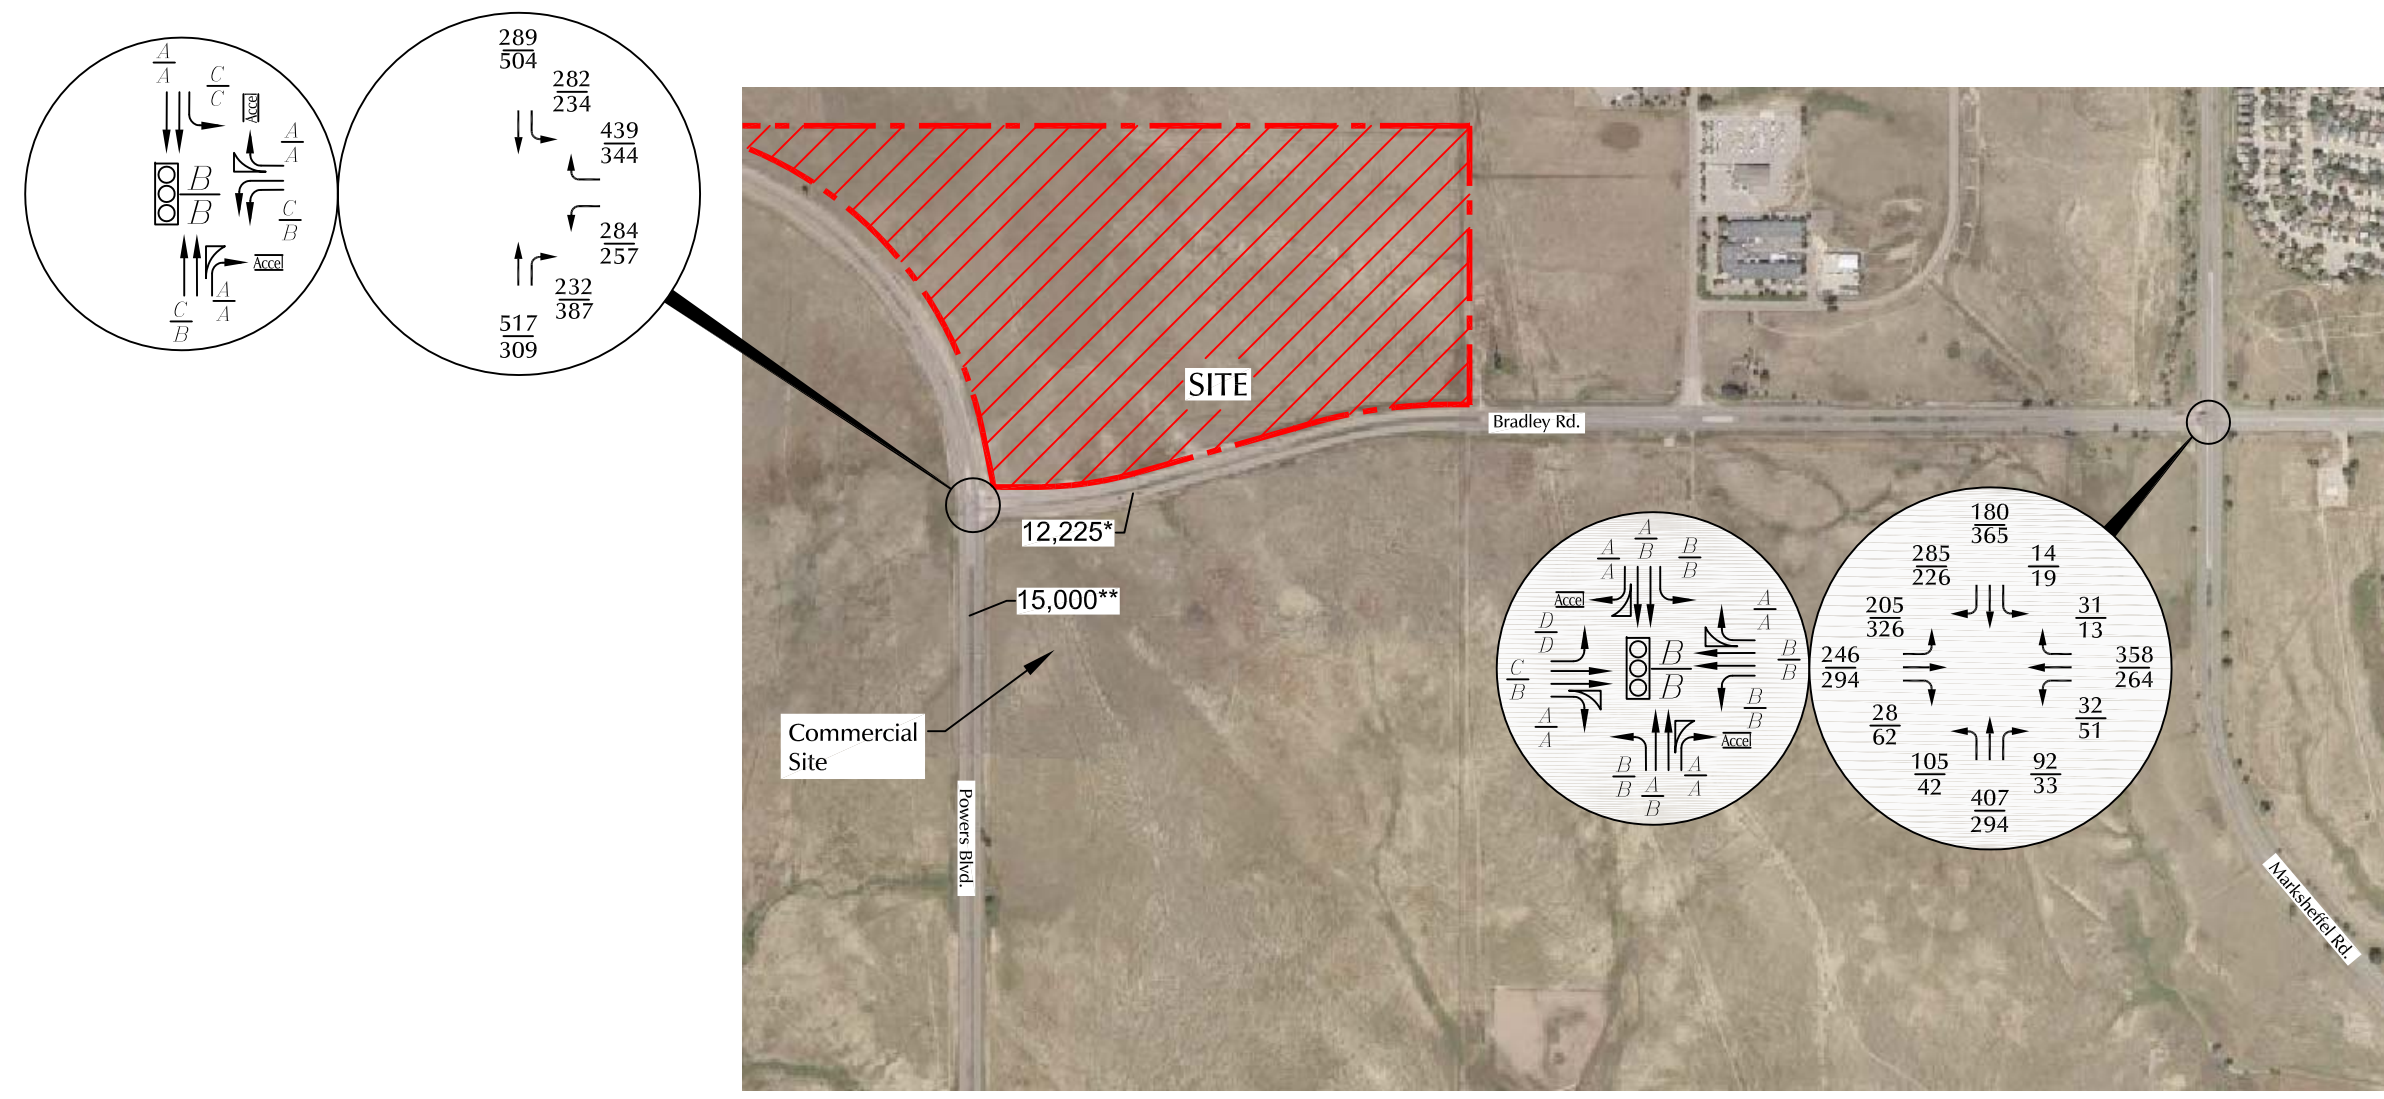 A
A
C
C
Accel
A
A
B
B
C
B
Accel
A
A
C
B
289
504
282
234
439
344
284
257
232
387
517
309
SITE
Bradley Rd.
12,225*
15,000**
Commercial
Site
Powers Blvd.
A
B
A
A
B
B
Accel
A
A
D
D
C
B
B
B
B
B
A
A
B
B
Accel
B
B
A
B
A
A
180
365
285
226
14
19
205
326
31
13
246
294
358
264
28
62
32
51
105
42
92
33
407
294
Marksheffel Rd.